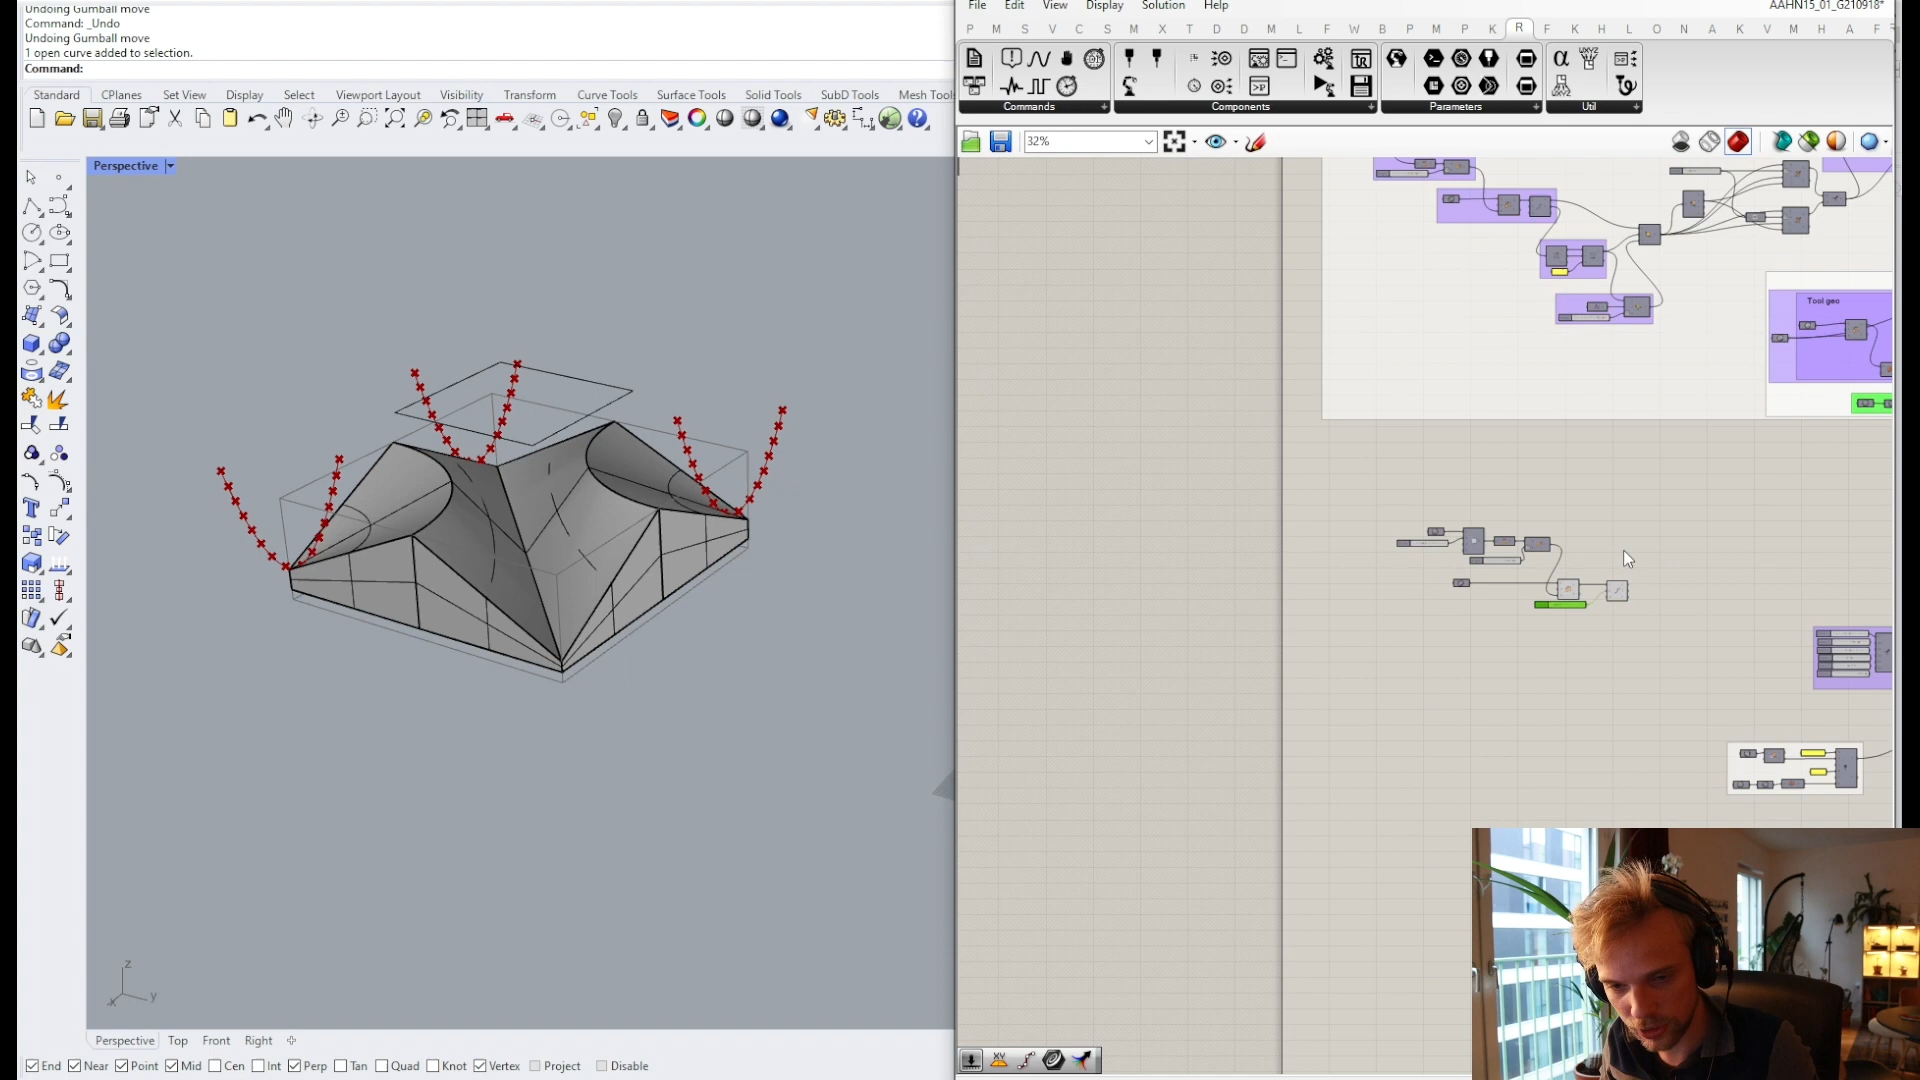 Undoing Gumball move
Command: _Undo
Undoing Gumball move
1 open curve added to selection.
Command:
Standard CPlanes Set View Display Select Viewport Layout Visibility Transform Curve Tools Surface Tools Solid Tools SubD Tools Mesh Tools
Perspective
z
y
x
Perspective Top Front Right
End Near Point Mid Cen Int Perp Tan Quad Knot Vertex Project Disable
File Edit View Display Solution Help
AAHN15_01_G210918*
P M S V C S M X T D D M L F W B P M P K R F K H L O N A K V M H A F
Commands Components Parameters Util
32%
Tool geo